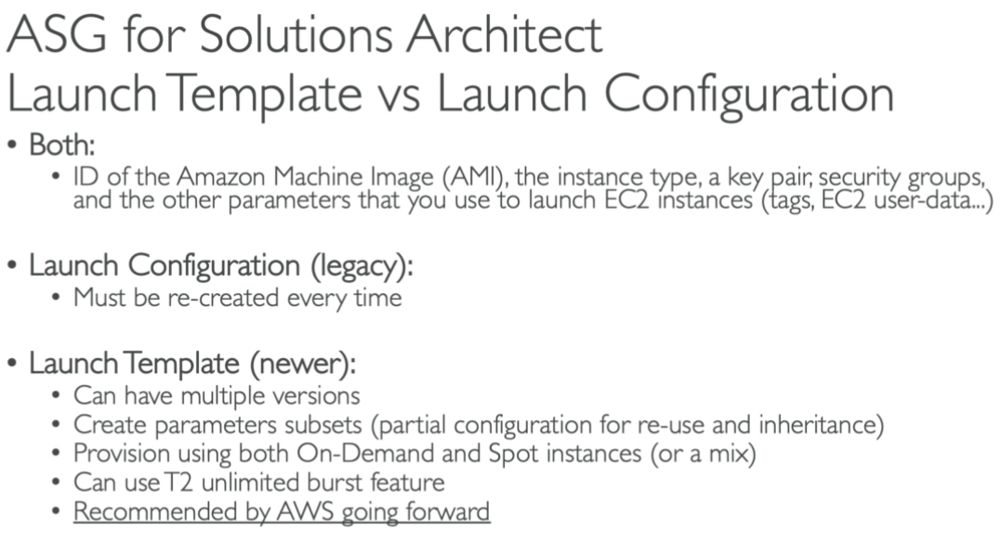 ASG for Solutions Architect
Launch Template vs Launch Configuration
• Both:
• ID of the Amazon Machine Image (AMI), the instance type, a key pair, security groups,
and the other parameters that you use to launch EC2 instances (tags, EC2 user-data...)
• Launch Configuration (legacy):
• Must be re-created every time
• Launch Template (newer):
• Can have multiple versions
• Create parameters subsets (partial configuration for re-use and inheritance)
• Provision using both On-Demand and Spot instances (or a mix)
• Can use T2 unlimited burst feature
• Recommended by AWS going forward